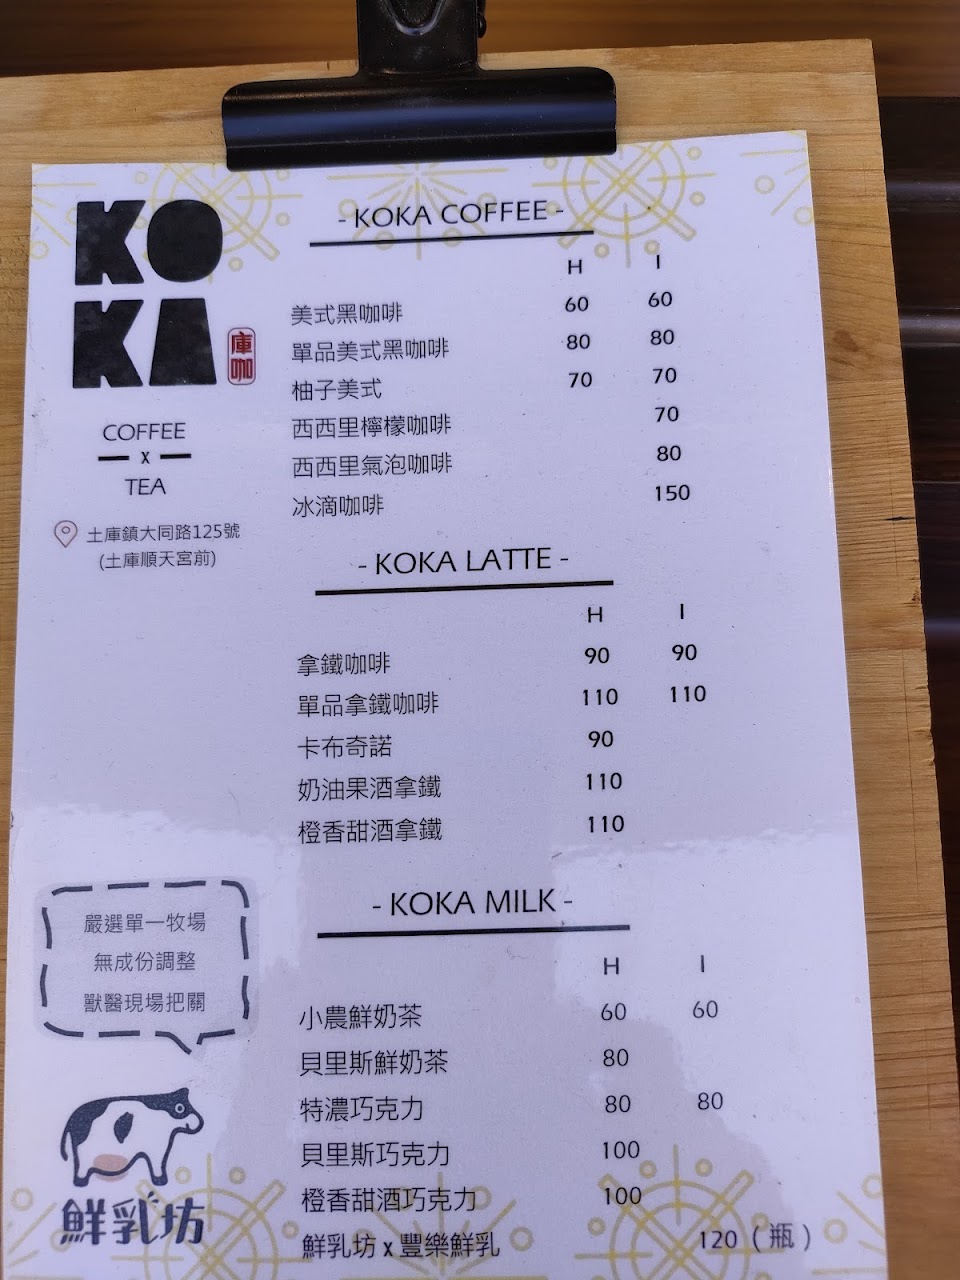 KO
KA
庫咖
COFFEE
x
TEA
土庫鎮大同路125號
(土庫順天宮前)
- KOKA COFFEE -
H I
美式黑咖啡 60 60
單品美式黑咖啡 80 80
柚子美式 70 70
西西里檸檬咖啡 70
西西里氣泡咖啡 80
冰滴咖啡 150
- KOKA LATTE -
H I
拿鐵咖啡 90 90
單品拿鐵咖啡 110 110
卡布奇諾 90
奶油果酒拿鐵 110
橙香甜酒拿鐵 110
- KOKA MILK -
H I
小農鮮奶茶 60 60
貝里斯鮮奶茶 80
特濃巧克力 80 80
貝里斯巧克力 100
橙香甜酒巧克力 100
鮮乳坊 x 豐樂鮮乳 120（瓶）
嚴選單一牧場
無成份調整
獸醫現場把關
鮮乳坊